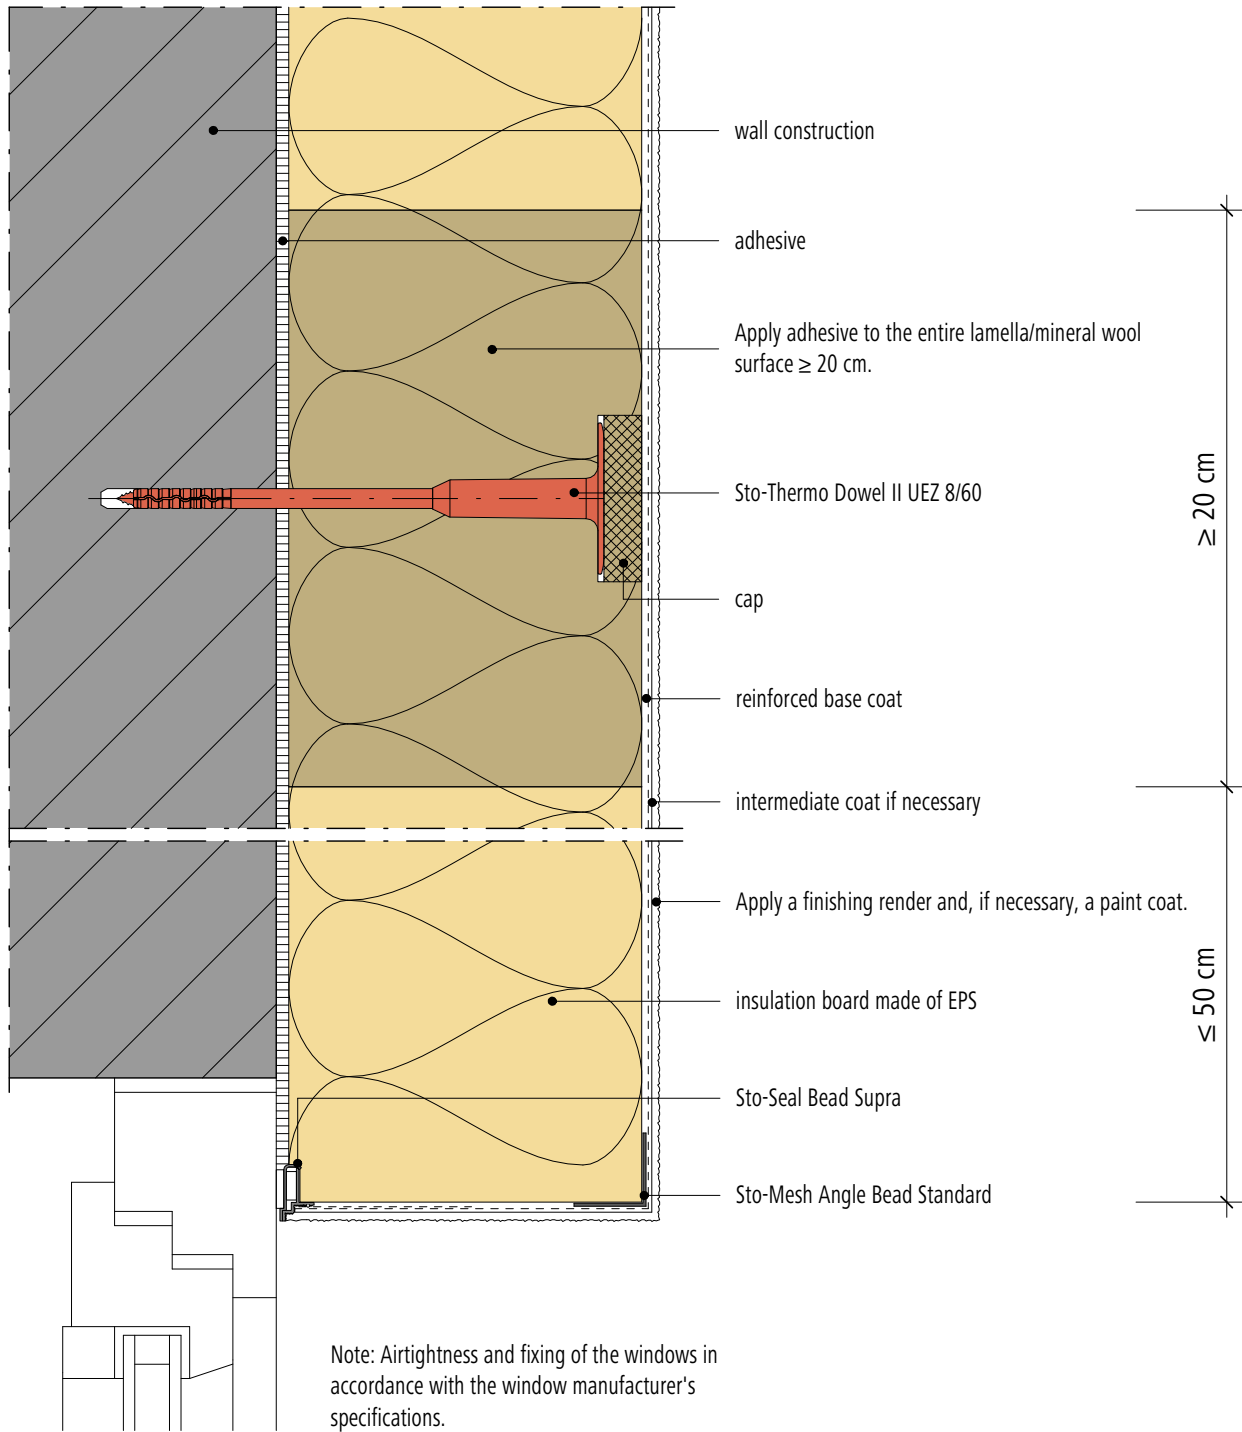 wall construction
adhesive
Apply adhesive to the entire lamella/mineral wool
surface ≥ 20 cm.
Sto-Thermo Dowel II UEZ 8/60
≥ 20 cm
cap
reinforced base coat
intermediate coat if necessary
Apply a finishing render and, if necessary, a paint coat.
insulation board made of EPS
≤ 50 cm
Sto-Seal Bead Supra
Sto-Mesh Angle Bead Standard
Note: Airtightness and fixing of the windows in
accordance with the window manufacturer's
specifications.